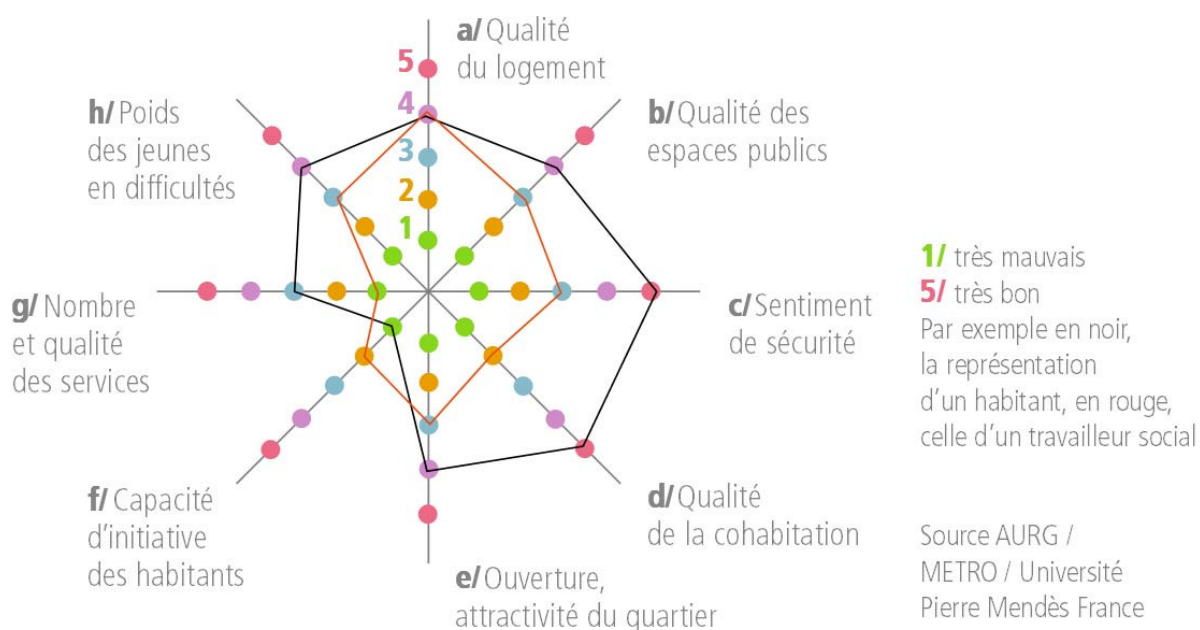 a/ Qualité
du logement
5
4
3
2
1
b/ Qualité des
espaces publics
c/ Sentiment
de sécurité
d/ Qualité
de la cohabitation
e/ Ouverture,
attractivité du quartier
f/ Capacité
d'initiative
des habitants
g/ Nombre
et qualité
des services
h/ Poids
des jeunes
en difficultés
1/ très mauvais
5/ très bon
Par exemple en noir,
la représentation
d'un habitant, en rouge,
celle d'un travailleur social
Source AURG /
METRO / Université
Pierre Mendès France